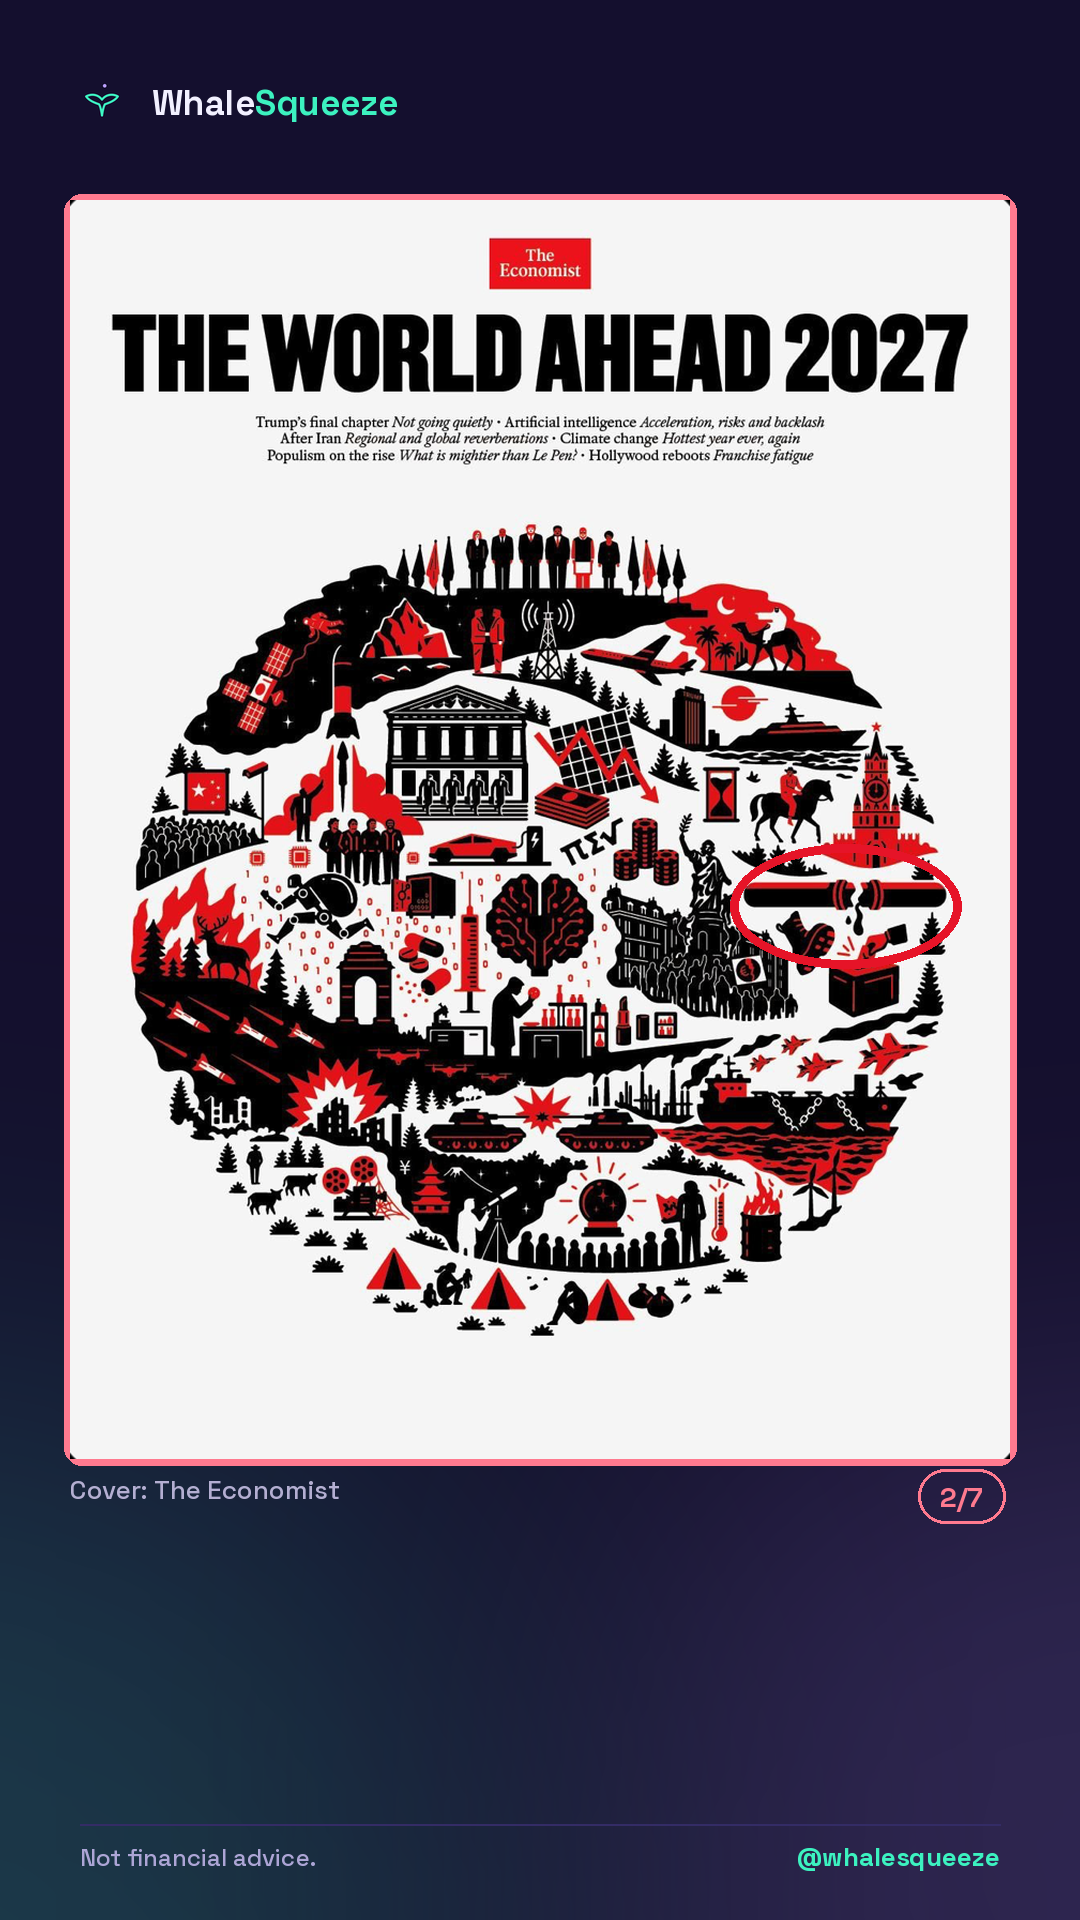 WhaleSqueeze
The
Economist
THE WORLD AHEAD 2027
Trump's final chapter Not going quietly • Artificial intelligence Acceleration, risks and backlash
After Iran Regional and global reverberations • Climate change Hottest year ever, again
Populism on the rise What is mightier than Le Pen? • Hollywood reboots Franchise fatigue
TRUMP
¥
Cover: The Economist
2/7
Not financial advice.
@whalesqueeze